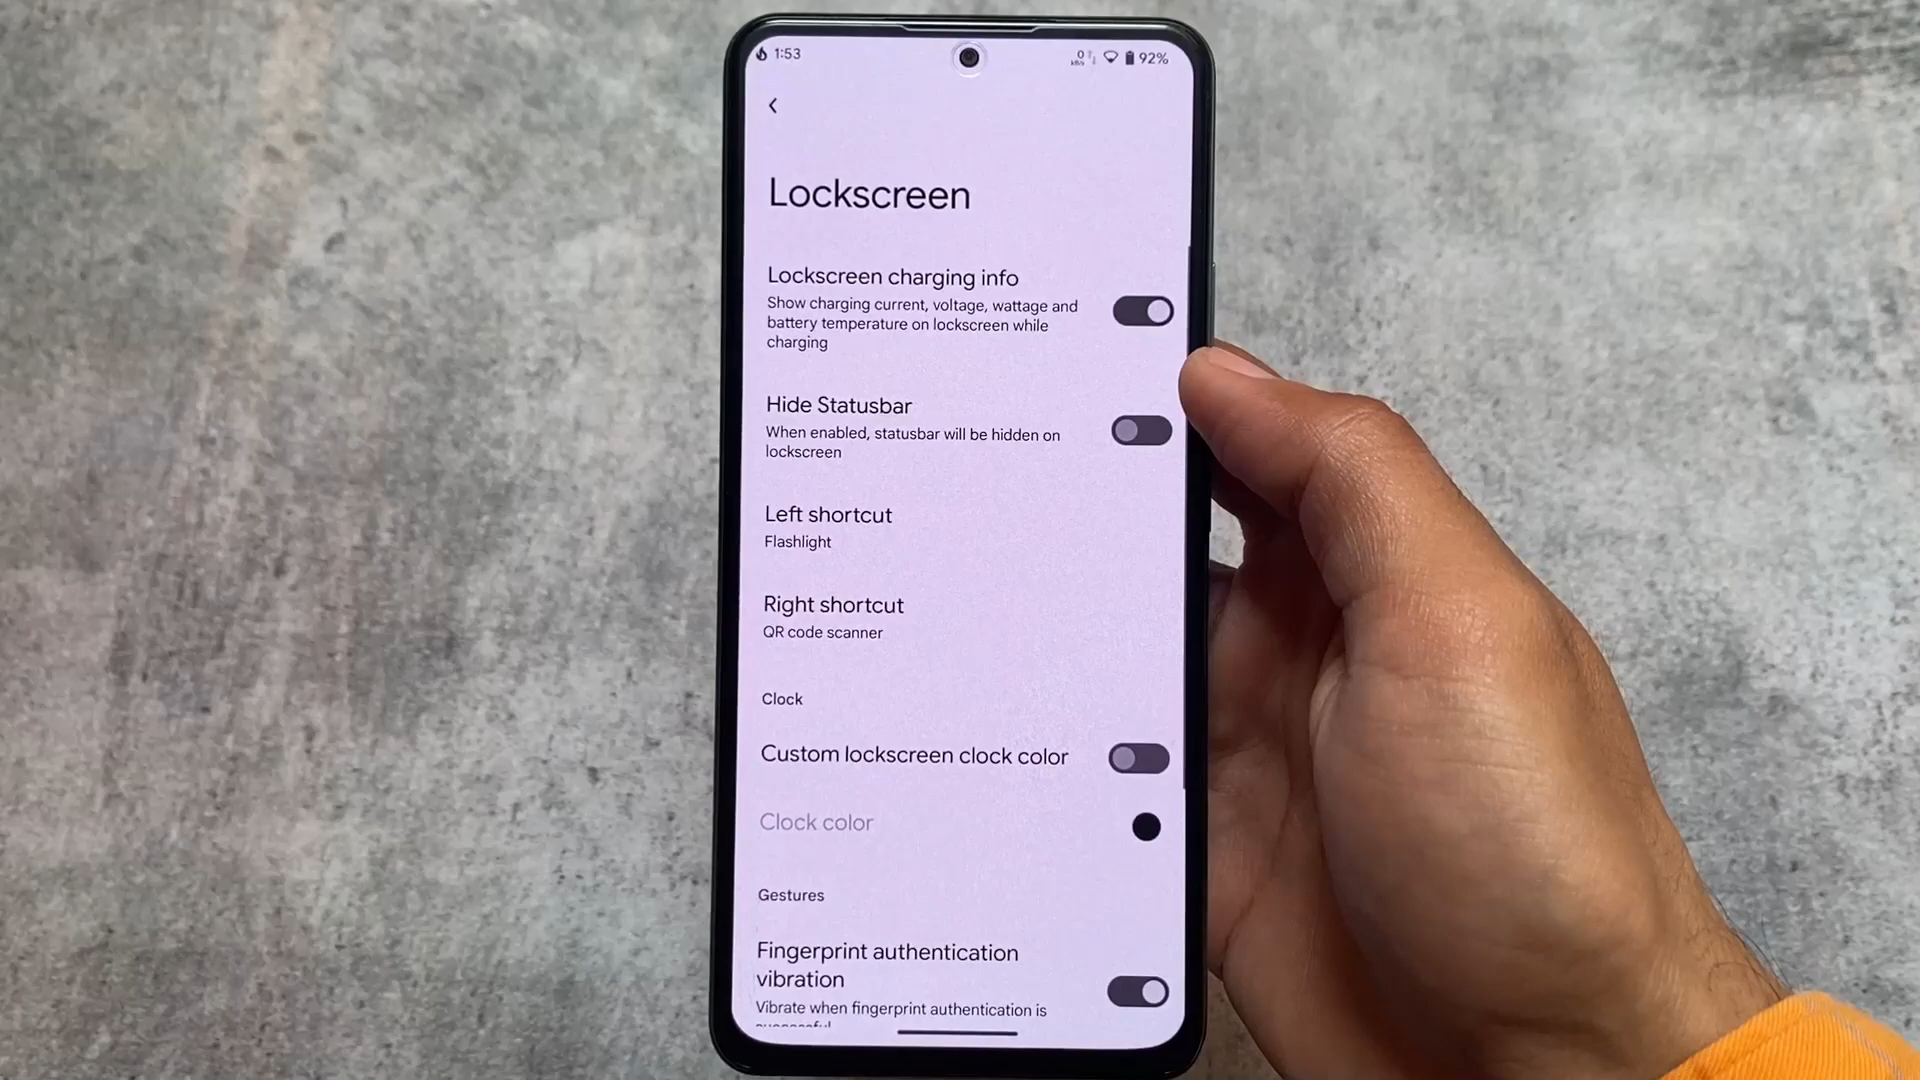 1:53
0
kB/s
92%
Lockscreen
Lockscreen charging info
Show charging current, voltage, wattage and
battery temperature on lockscreen while
charging
Hide Statusbar
When enabled, statusbar will be hidden on
lockscreen
Left shortcut
Flashlight
Right shortcut
QR code scanner
Clock
Custom lockscreen clock color
Clock color
Gestures
Fingerprint authentication
vibration
Vibrate when fingerprint authentication is